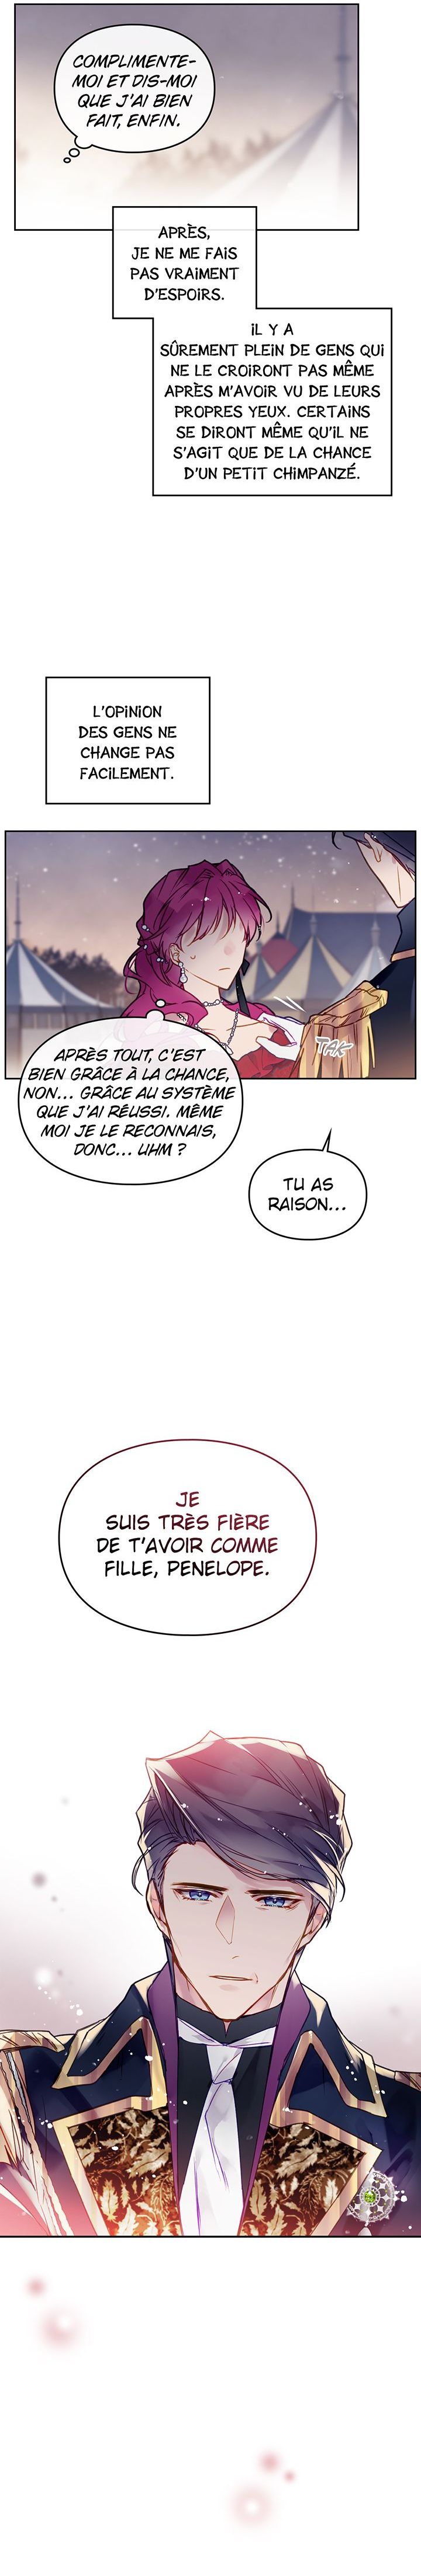 COMPLIMENTE-
MOI ET DIS-MOI
QUE J'AI BIEN
FAIT, ENFIN.
APRÈS,
JE NE ME FAIS
PAS VRAIMENT
D'ESPOIRS.
IL Y A
SÛREMENT PLEIN DE GENS QUI
NE LE CROIRONT PAS MÊME
APRÈS M'AVOIR VU DE LEURS
PROPRES YEUX. CERTAINS
SE DIRONT MÊME QU'IL NE
S'AGIT QUE DE LA CHANCE
D'UN PETIT CHIMPANZÉ.
L'OPINION
DES GENS NE
CHANGE PAS
FACILEMENT.
TAK
APRÈS TOUT, C'EST
BIEN GRÂCE À LA CHANCE,
NON... GRÂCE AU SYSTÈME
QUE J'AI RÉUSSI. MÊME
MOI JE LE RECONNAIS,
DONC... UHM ?
TU AS
RAISON...
JE
SUIS TRÈS FIÈRE
DE T'AVOIR COMME
FILLE, PENELOPE.